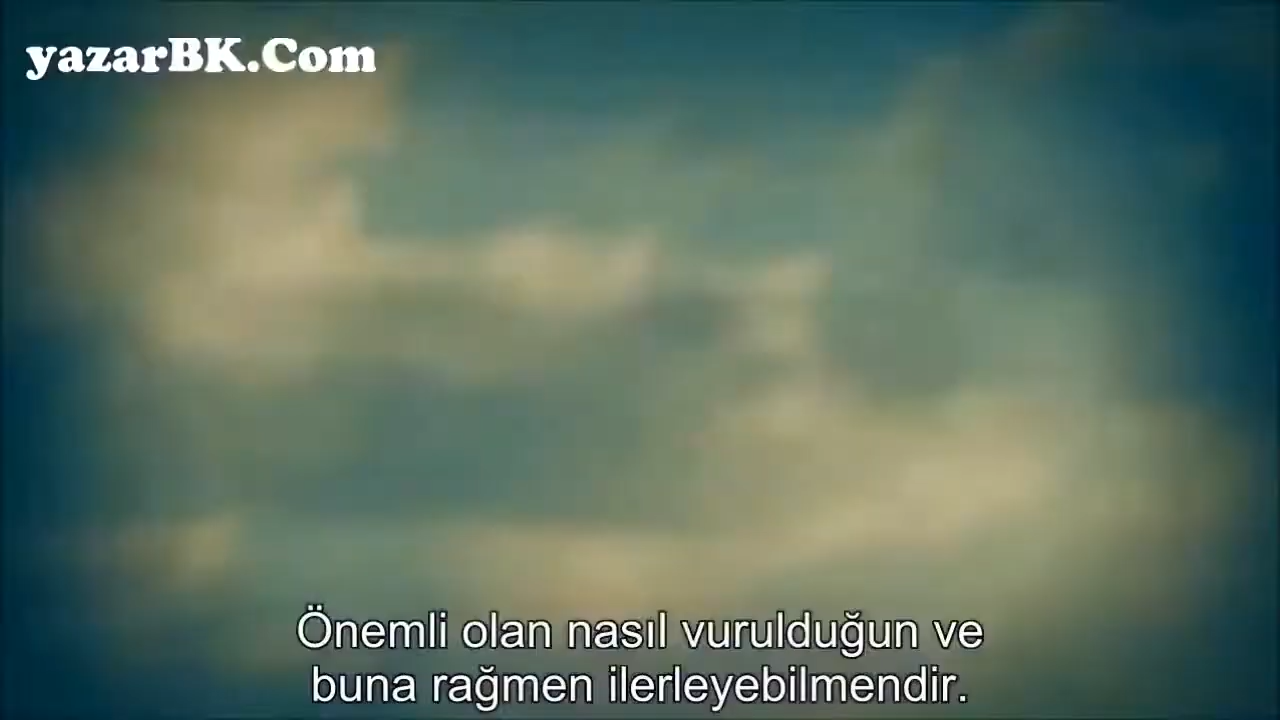 yazarBK.Com
Önemli olan nasıl vurulduğun ve
buna rağmen ilerleyebilmendir.